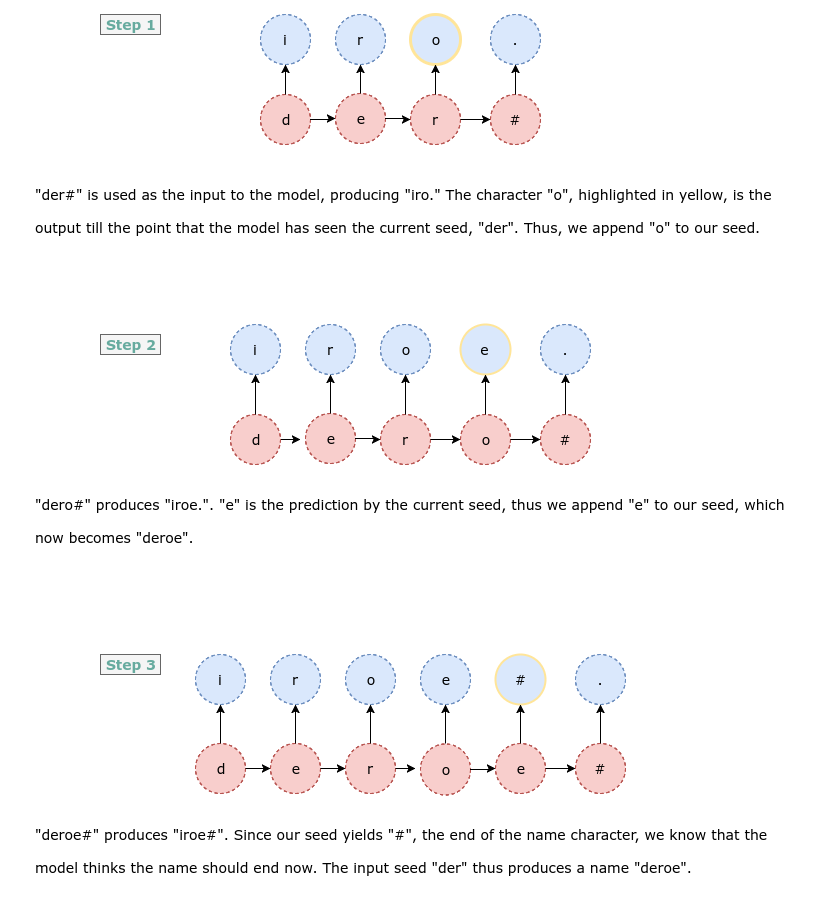 Step 1
i r o .
d e r #
"der#" is used as the input to the model, producing "iro." The character "o", highlighted in yellow, is the
output till the point that the model has seen the current seed, "der". Thus, we append "o" to our seed.
Step 2
i r o e .
d e r o #
"dero#" produces "iroe.". "e" is the prediction by the current seed, thus we append "e" to our seed, which
now becomes "deroe".
Step 3
i r o e # .
d e r o e #
"deroe#" produces "iroe#". Since our seed yields "#", the end of the name character, we know that the
model thinks the name should end now. The input seed "der" thus produces a name "deroe".